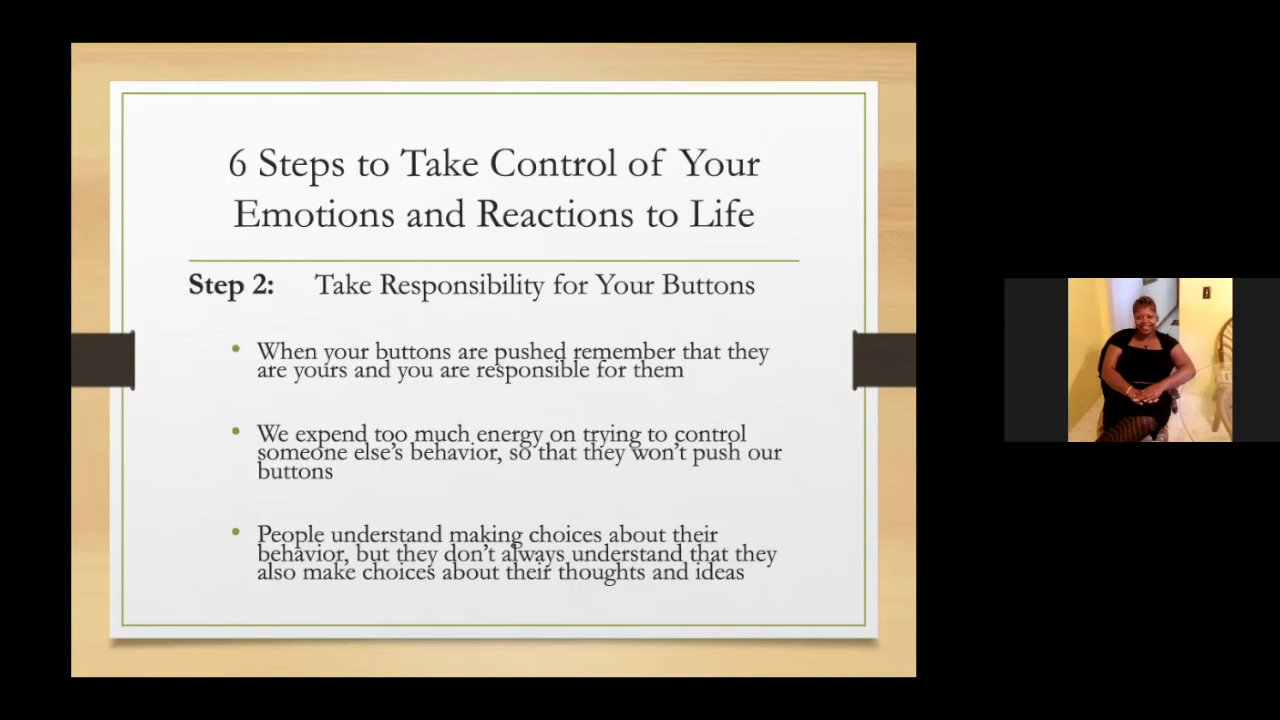 6 Steps to Take Control of Your
Emotions and Reactions to Life
Step 2: Take Responsibility for Your Buttons
• When your buttons are pushed remember that they
are yours and you are responsible for them
• We expend too much energy on trying to control
someone else’s behavior, so that they won’t push our
buttons
• People understand making choices about their
behavior, but they don’t always understand that they
also make choices about their thoughts and ideas